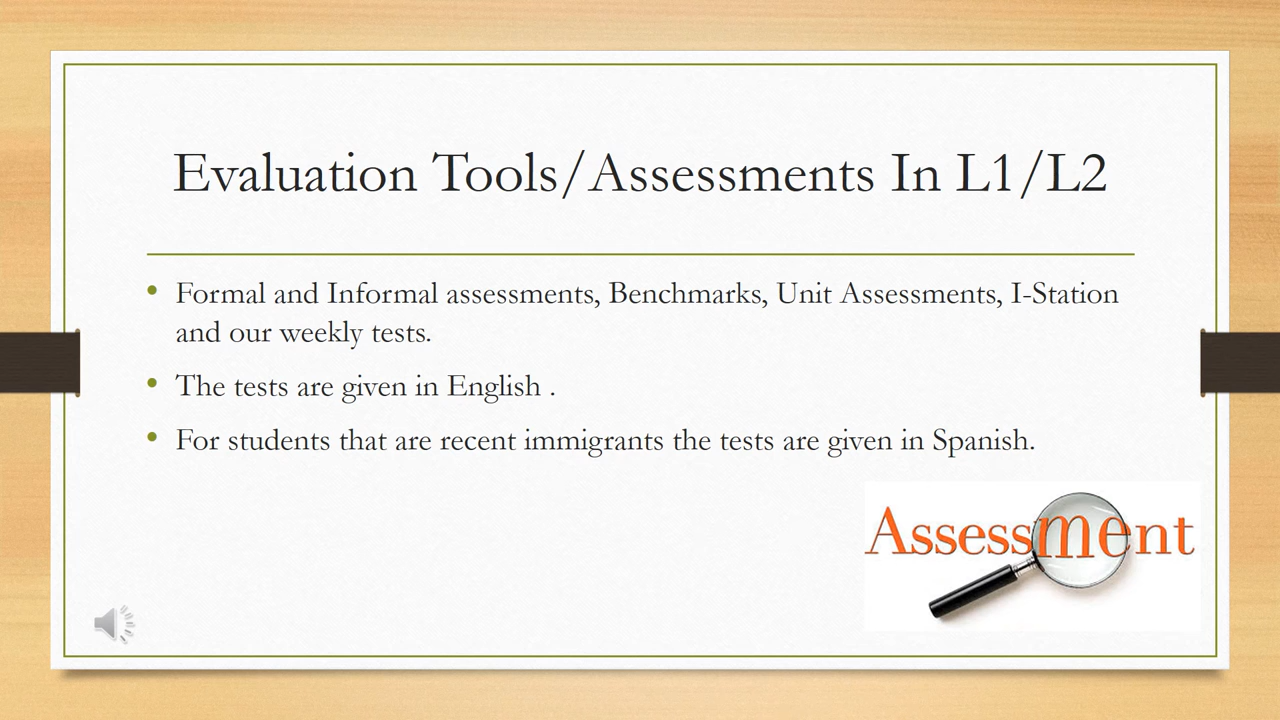 Evaluation Tools/Assessments In L1/L2
• Formal and Informal assessments, Benchmarks, Unit Assessments, I-Station
and our weekly tests.
• The tests are given in English .
• For students that are recent immigrants the tests are given in Spanish.
Assessment